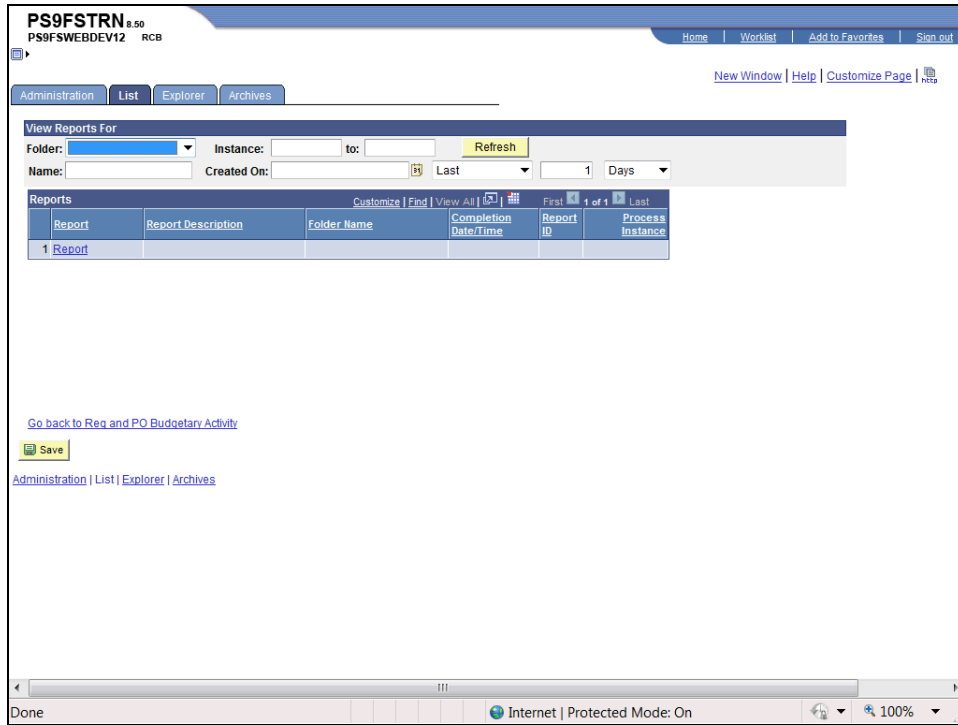 PS9FSTRN 8.50
PS9FSWEBDEV12 RCB
Home | Worklist | Add to Favorites | Sign out
New Window | Help | Customize Page | http
Administration List Explorer Archives
View Reports For
Folder: Instance: to: Refresh
Name: Created On: 31 Last 1 Days
Reports Customize | Find | View All | First 1 of 1 Last
Report Report Description Folder Name Completion Date/Time Report ID Process Instance
1 Report
Go back to Req and PO Budgetary Activity
Save
Administration | List | Explorer | Archives
Done Internet | Protected Mode: On 100%